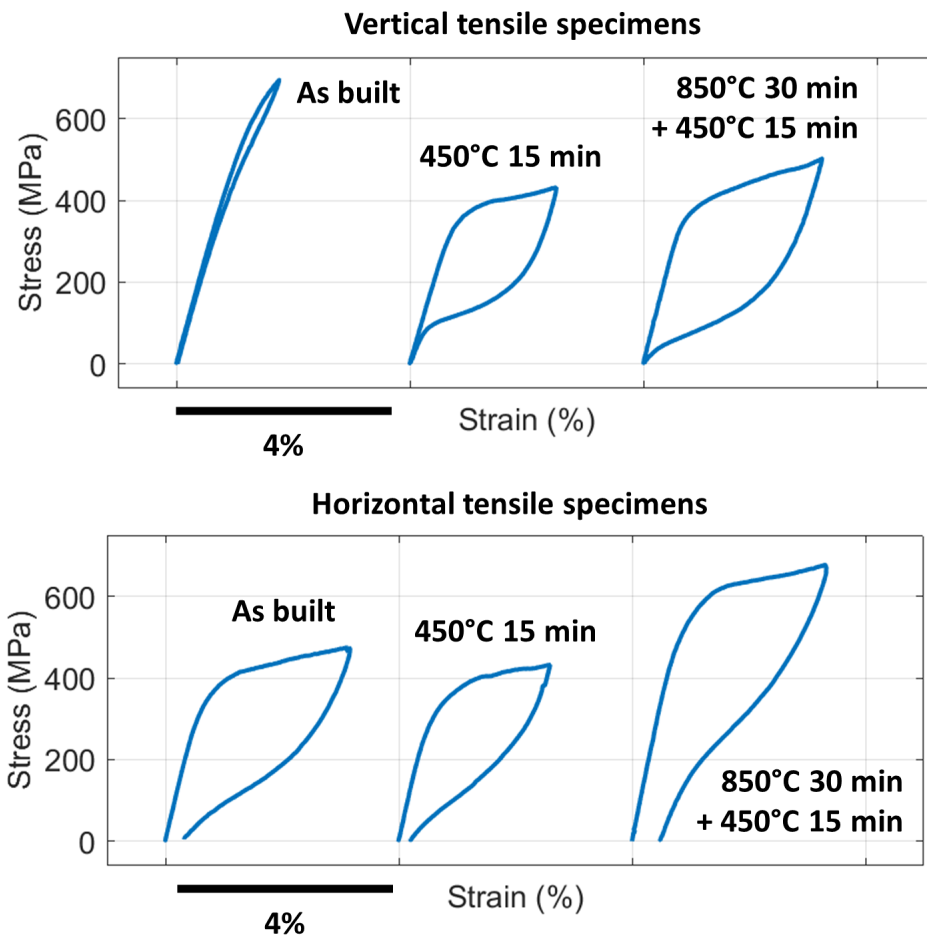 Vertical tensile specimens
Stress (MPa)
600
400
200
0
As built
450°C 15 min
850°C 30 min
+ 450°C 15 min
Strain (%)
4%
Horizontal tensile specimens
Stress (MPa)
600
400
200
0
As built
450°C 15 min
850°C 30 min
+ 450°C 15 min
Strain (%)
4%